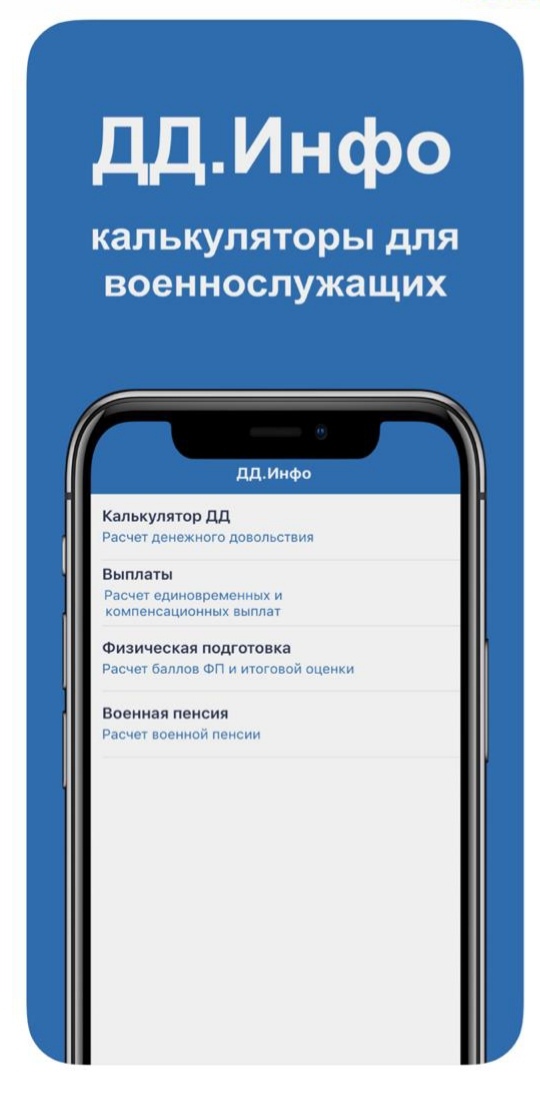 ДД.Инфо
калькуляторы для
военнослужащих
ДД.Инфо
Калькулятор ДД
Расчет денежного довольствия
Выплаты
Расчет единовременных и
компенсационных выплат
Физическая подготовка
Расчет баллов ФП и итоговой оценки
Военная пенсия
Расчет военной пенсии